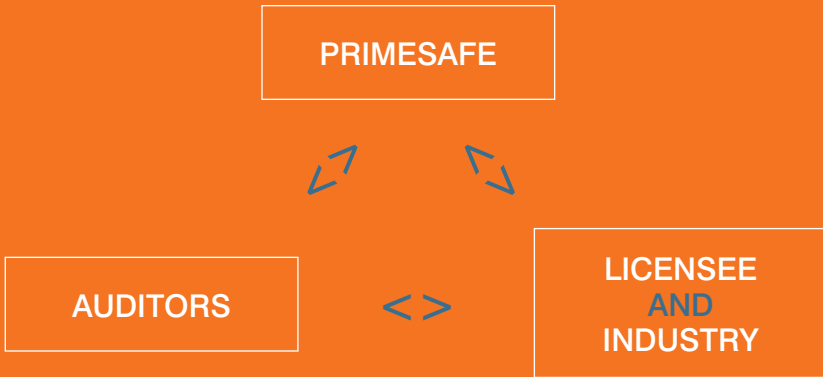 PRIMESAFE
< >
< >
AUDITORS
< >
LICENSEE
AND
INDUSTRY